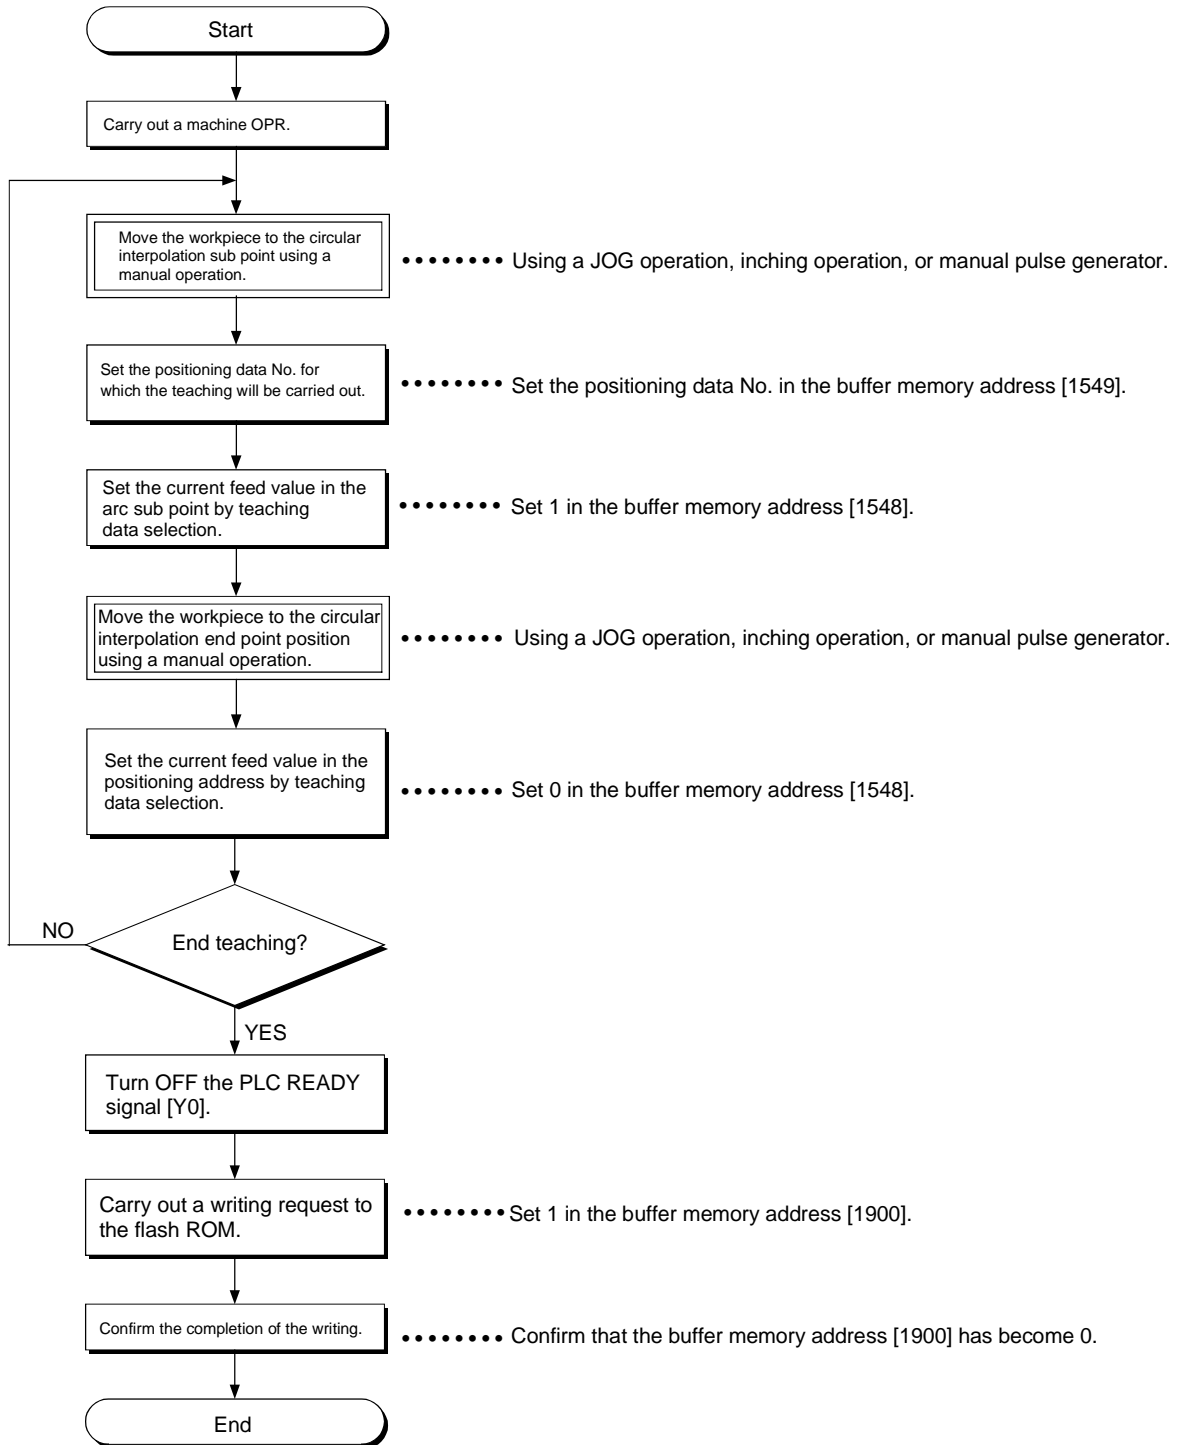 Start
Carry out a machine OPR.
Move the workpiece to the circular
interpolation sub point using a
manual operation.
•••••••• Using a JOG operation, inching operation, or manual pulse generator.
Set the positioning data No. for
which the teaching will be carried out.
•••••••• Set the positioning data No. in the buffer memory address [1549].
Set the current feed value in the
arc sub point by teaching
data selection.
•••••••• Set 1 in the buffer memory address [1548].
Move the workpiece to the circular
interpolation end point position
using a manual operation.
•••••••• Using a JOG operation, inching operation, or manual pulse generator.
Set the current feed value in the
positioning address by teaching
data selection.
•••••••• Set 0 in the buffer memory address [1548].
NO
End teaching?
YES
Turn OFF the PLC READY
signal [Y0].
Carry out a writing request to
the flash ROM.
•••••••• Set 1 in the buffer memory address [1900].
Confirm the completion of the writing.
•••••••• Confirm that the buffer memory address [1900] has become 0.
End